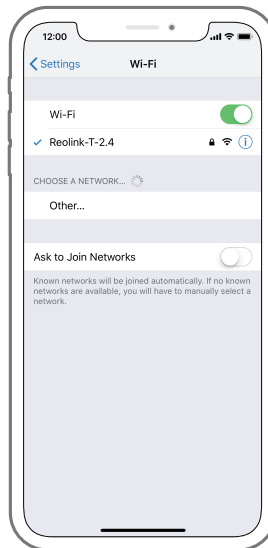 12:00
Settings
Wi-Fi
Wi-Fi
Reolink-T-2.4
CHOOSE A NETWORK...
Other...
Ask to Join Networks
Known networks will be joined automatically. If no known
networks are available, you will have to manually select a
network.